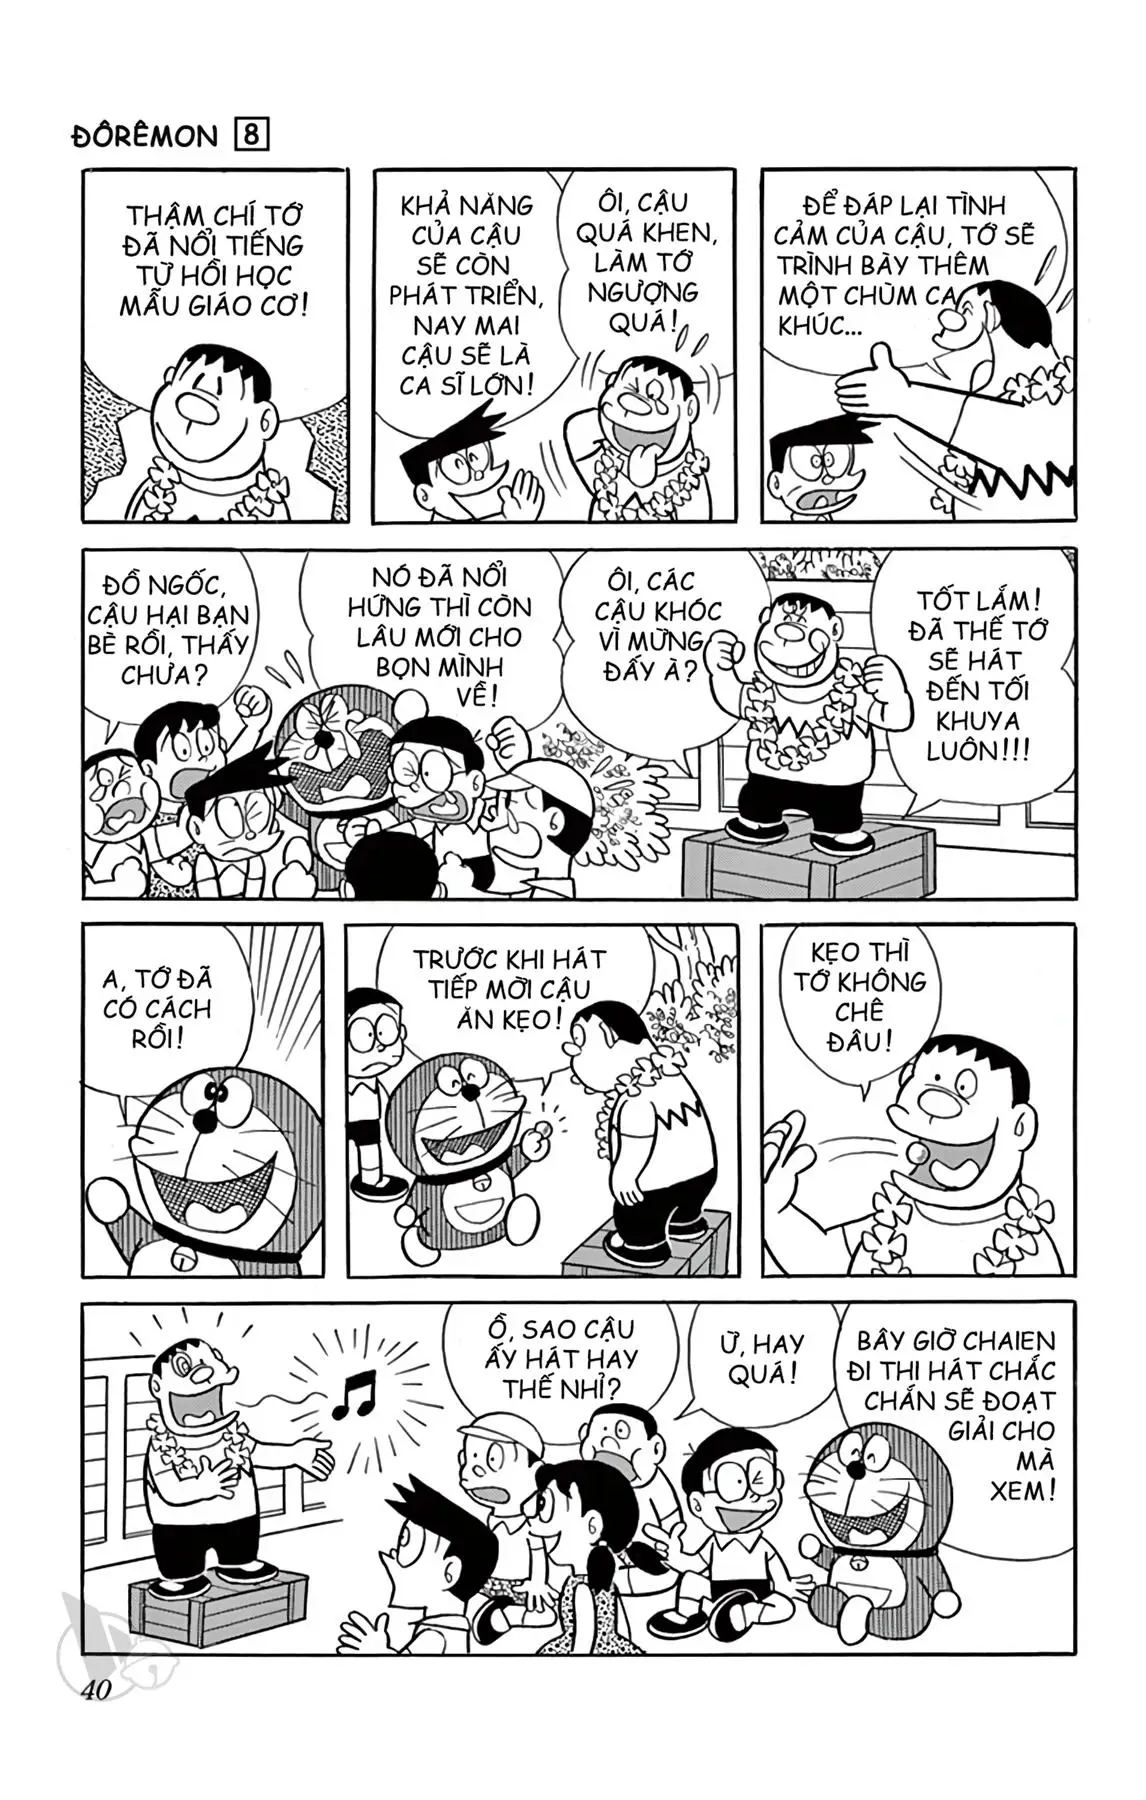 ĐÔRÊMON 8
THẬM CHÍ TỚ
ĐÃ NỔI TIẾNG
TỪ HỒI HỌC
MẪU GIÁO CƠ!
KHẢ NĂNG
CỦA CẬU
SẼ CÒN
PHÁT TRIỂN,
NAY MAI
CẬU SẼ LÀ
CA SĨ LỚN!
ÔI, CẬU
QUÁ KHEN,
LÀM TỚ
NGƯỢNG
QUÁ!
ĐỂ ĐÁP LẠI TÌNH
CẢM CỦA CẬU, TỚ SẼ
TRÌNH BÀY THÊM
MỘT CHÙM CA
KHÚC...
ĐỒ NGỐC,
CẬU HẠI BẠN
BÈ RỒI, THẤY
CHƯA?
NÓ ĐÃ NỔI
HỨNG THÌ CÒN
LÂU MỚI CHO
BỌN MÌNH
VỀ!
ÔI, CÁC
CẬU KHÓC
VÌ MỪNG
ĐẤY À?
TỐT LẮM!
ĐÃ THẾ TỚ
SẼ HÁT
ĐẾN TỐI
KHUYA
LUÔN!!!
A, TỚ ĐÃ
CÓ CÁCH
RỒI!
TRƯỚC KHI HÁT
TIẾP MỜI CẬU
ĂN KẸO!
KẸO THÌ
TỚ KHÔNG
CHÊ
ĐÂU!
Ồ, SAO CẬU
ẤY HÁT HAY
THẾ NHỈ?
Ừ, HAY
QUÁ!
BÂY GIỜ CHAIEN
ĐI THI HÁT CHẮC
CHẮN SẼ ĐOẠT
GIẢI CHO
MÀ
XEM!
40